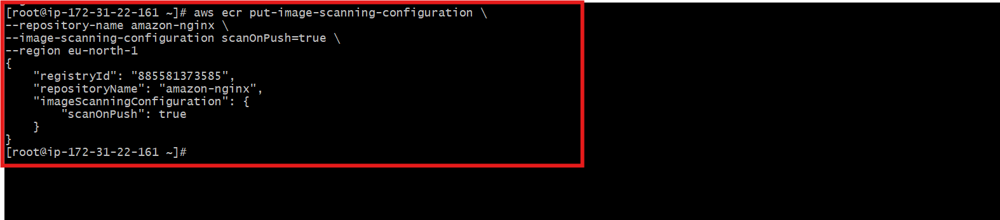 [root@ip-172-31-22-161 ~]# aws ecr put-image-scanning-configuration \
--repository-name amazon-nginx \
--image-scanning-configuration scanOnPush=true \
--region eu-north-1
{
    "registryId": "885581373585",
    "repositoryName": "amazon-nginx",
    "imageScanningConfiguration": {
        "scanOnPush": true
    }
}
[root@ip-172-31-22-161 ~]#